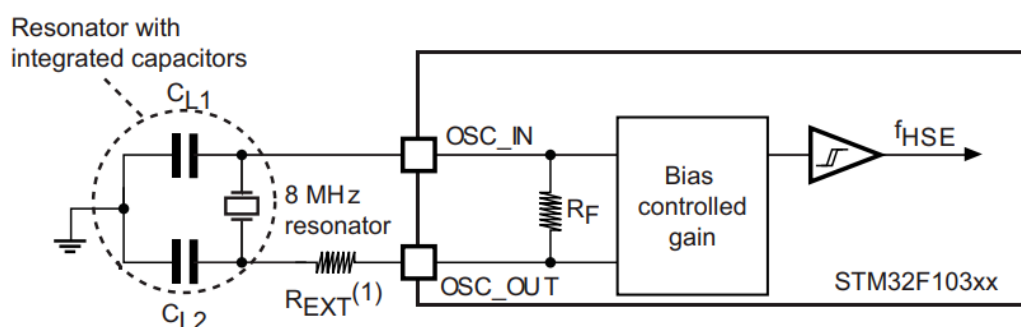 Resonator with
integrated capacitors
CL1
OSC_IN
fHSE
8 MHz
resonator
RF
Bias
controlled
gain
REXT(1)
OSC_OUT
STM32F103xx
CL2